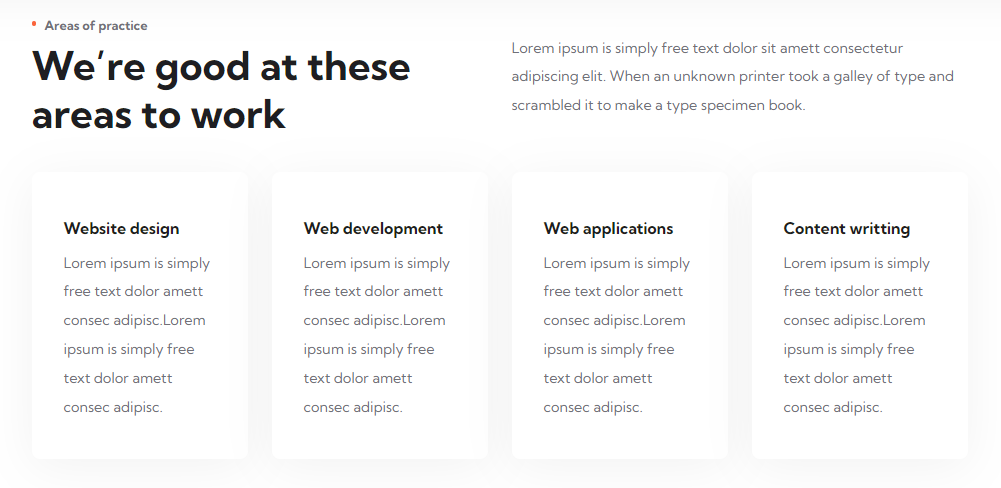 Areas of practice
We’re good at these
areas to work
Lorem ipsum is simply free text dolor sit amett consectetur
adipiscing elit. When an unknown printer took a galley of type and
scrambled it to make a type specimen book.
Website design
Lorem ipsum is simply
free text dolor amett
consec adipisc.Lorem
ipsum is simply free
text dolor amett
consec adipisc.
Web development
Lorem ipsum is simply
free text dolor amett
consec adipisc.Lorem
ipsum is simply free
text dolor amett
consec adipisc.
Web applications
Lorem ipsum is simply
free text dolor amett
consec adipisc.Lorem
ipsum is simply free
text dolor amett
consec adipisc.
Content writting
Lorem ipsum is simply
free text dolor amett
consec adipisc.Lorem
ipsum is simply free
text dolor amett
consec adipisc.